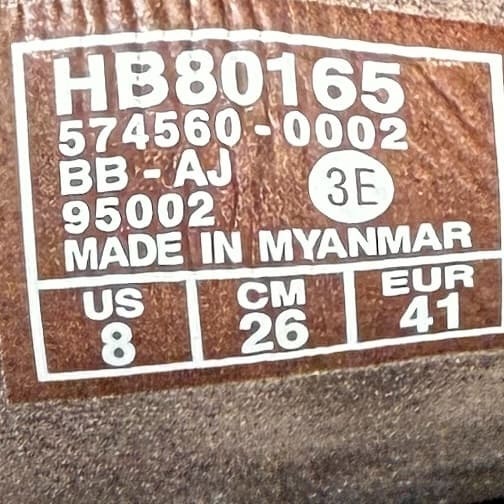 HB80165
574560-0002
BB-AJ
3E
95002
MADE IN MYANMAR
US CM EUR
8 26 41